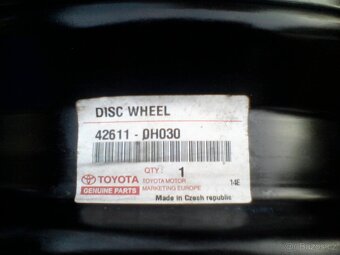 DISC WHEEL
42611-0H030
QTY: 1
TOYOTA
GENUINE PARTS
TOYOTA MOTOR
MARKETING EUROPE
14E
Made in Czech republic